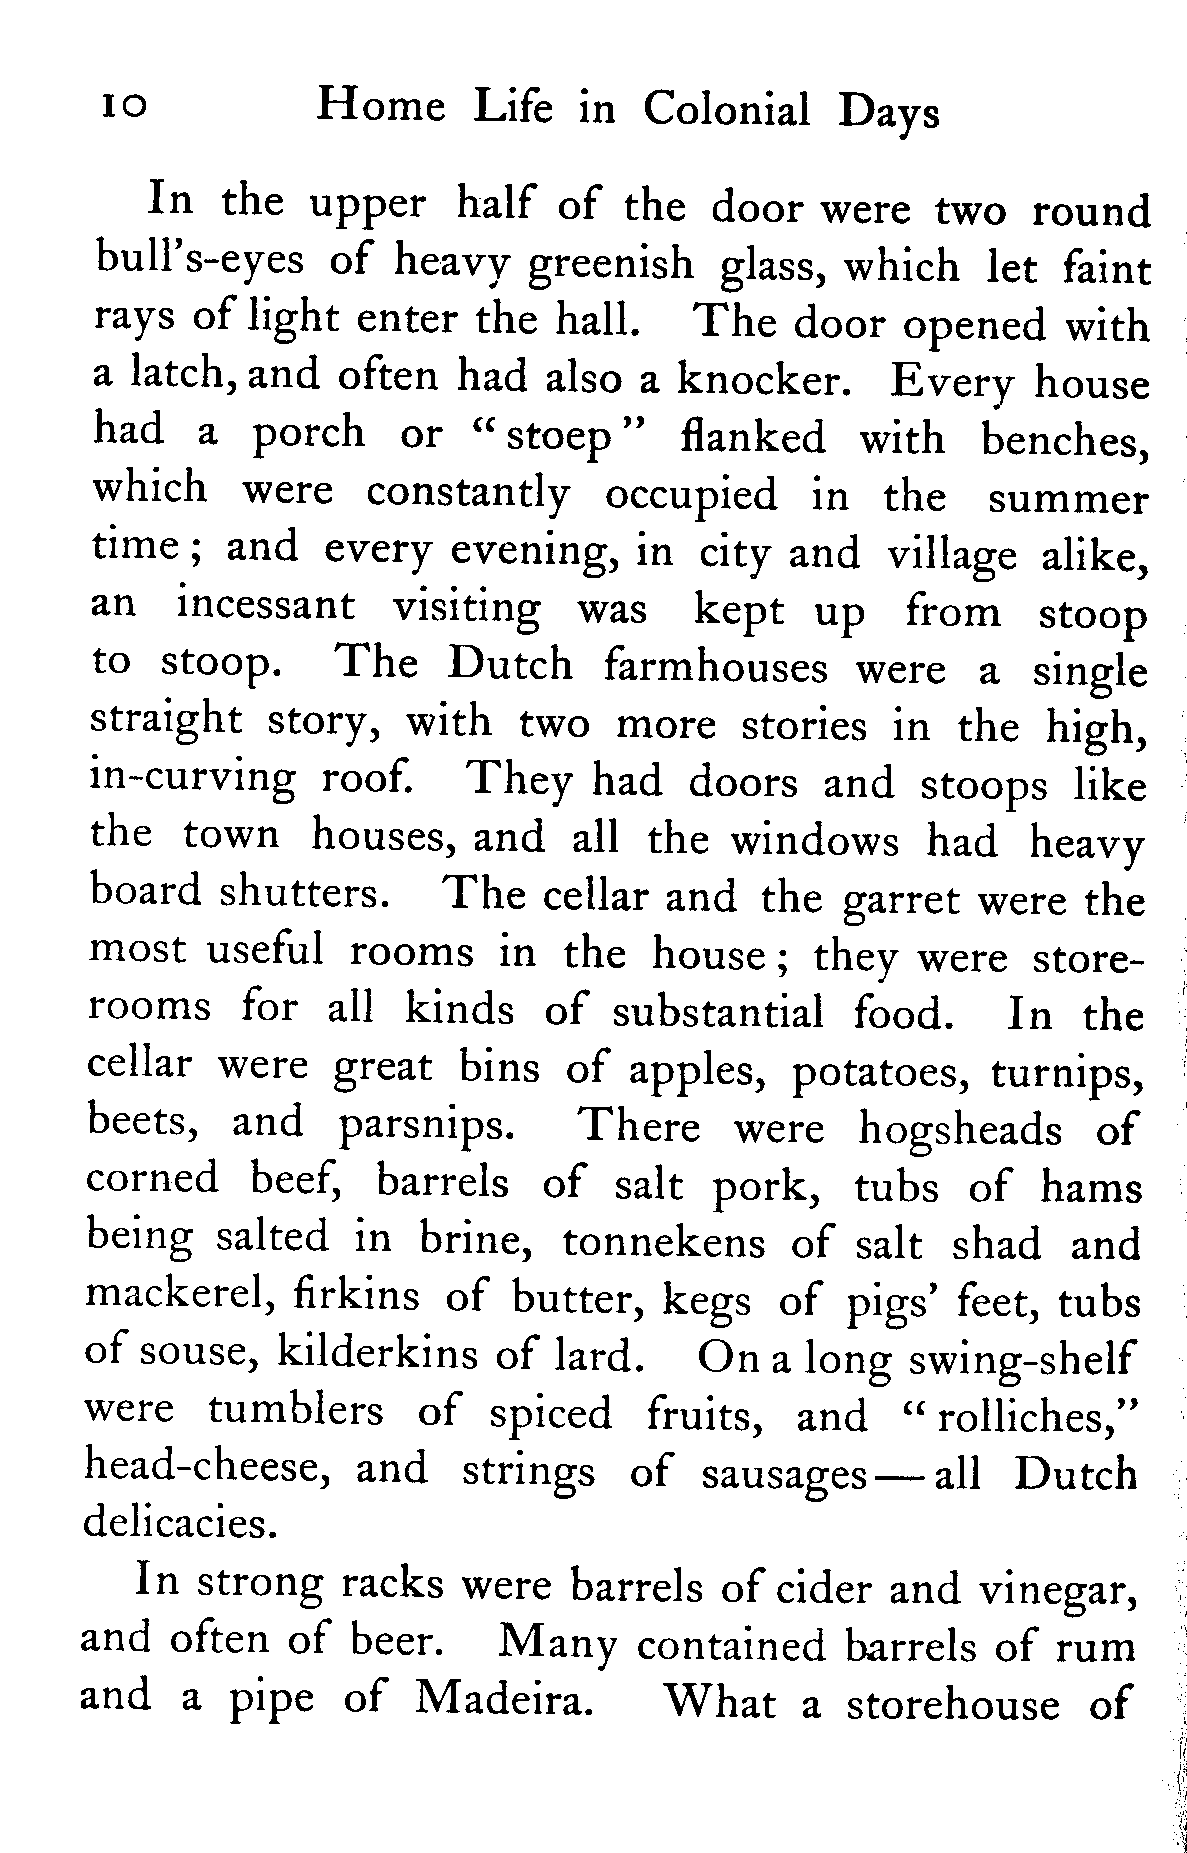 10 Home Life in Colonial Days
In the upper half of the door were two round
bull's-eyes of heavy greenish glass, which let faint
rays of light enter the hall. The door opened with
a latch, and often had also a knocker. Every house
had a porch or “stoep” flanked with benches,
which were constantly occupied in the summer
time; and every evening, in city and village alike,
an incessant visiting was kept up from stoop
to stoop. The Dutch farmhouses were a single
straight story, with two more stories in the high,
in-curving roof. They had doors and stoops like
the town houses, and all the windows had heavy
board shutters. The cellar and the garret were the
most useful rooms in the house; they were store-
rooms for all kinds of substantial food. In the
cellar were great bins of apples, potatoes, turnips,
beets, and parsnips. There were hogsheads of
corned beef, barrels of salt pork, tubs of hams
being salted in brine, tonnekens of salt shad and
mackerel, firkins of butter, kegs of pigs' feet, tubs
of souse, kilderkins of lard. On a long swing-shelf
were tumblers of spiced fruits, and “rolliches,”
head-cheese, and strings of sausages—all Dutch
delicacies.
In strong racks were barrels of cider and vinegar,
and often of beer. Many contained barrels of rum
and a pipe of Madeira. What a storehouse of